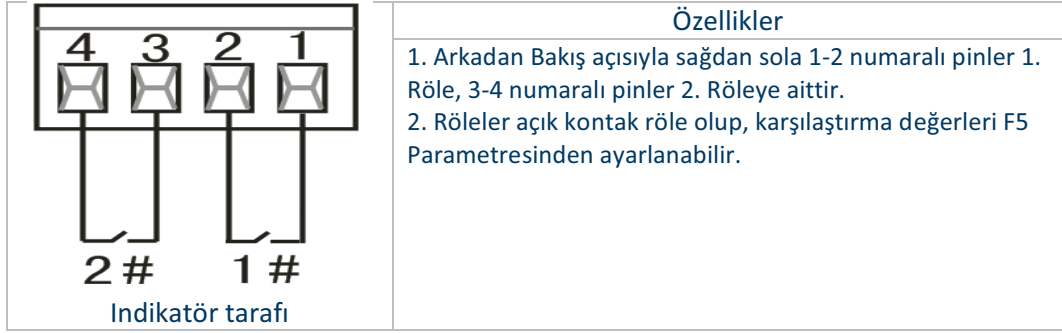 4 3 2 1
2 # 1 #
Indikatör tarafı
Özellikler
1. Arkadan Bakış açısıyla sağdan sola 1-2 numaralı pinler 1.
Röle, 3-4 numaralı pinler 2. Röleye aittir.
2. Röleler açık kontak röle olup, karşılaştırma değerleri F5
Parametresinden ayarlanabilir.